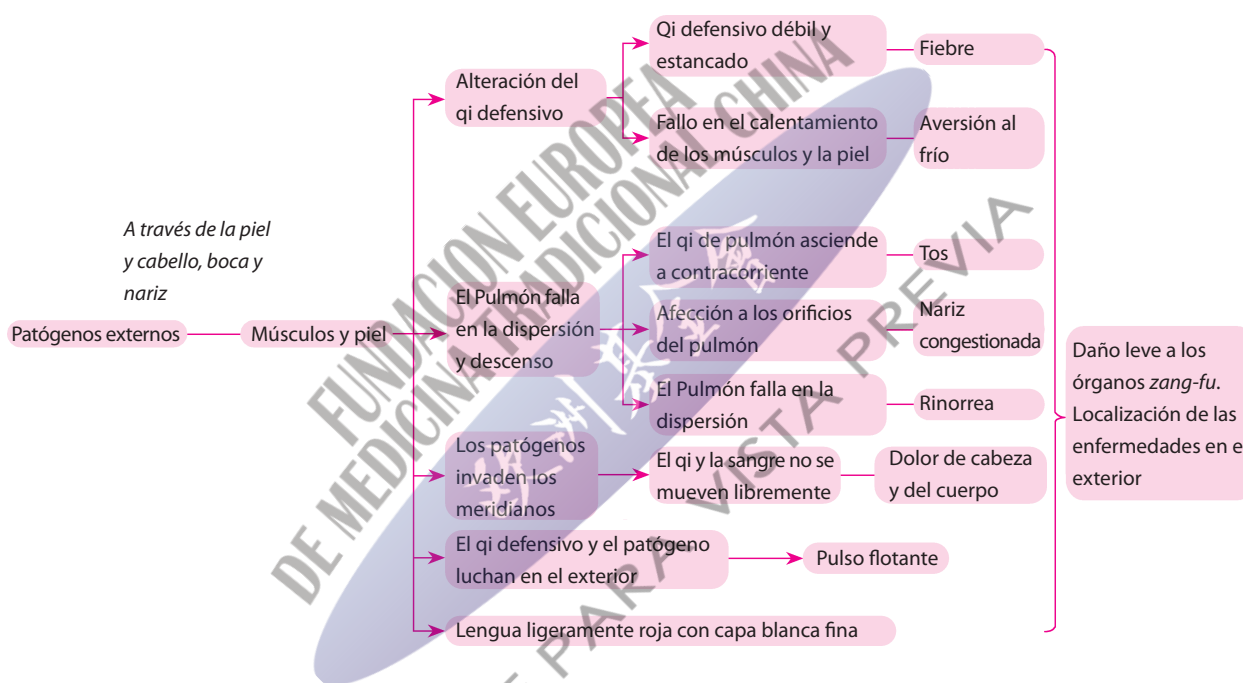 Qi defensivo débil y
estancado
Fiebre
Alteración del
qi defensivo
Fallo en el calentamiento
de los músculos y la piel
Aversión al
frío
A través de la piel
y cabello, boca y
nariz
Patógenos externos
Músculos y piel
El Pulmón falla
en la dispersión
y descenso
El qi de pulmón asciende
a contracorriente
Tos
Afección a los orificios
del pulmón
Nariz
congestionada
El Pulmón falla en la
dispersión
Rinorrea
Los patógenos
invaden los
meridianos
El qi y la sangre no se
mueven libremente
Dolor de cabeza
y del cuerpo
El qi defensivo y el patógeno
luchan en el exterior
Pulso flotante
Lengua ligeramente roja con capa blanca fina
Daño leve a los
órganos zang-fu.
Localización de las
enfermedades en e
exterior
FUNDACION EUROPEA
DE MEDICINA TRADICIONAL CHINA
PARA VISTA PREVIA